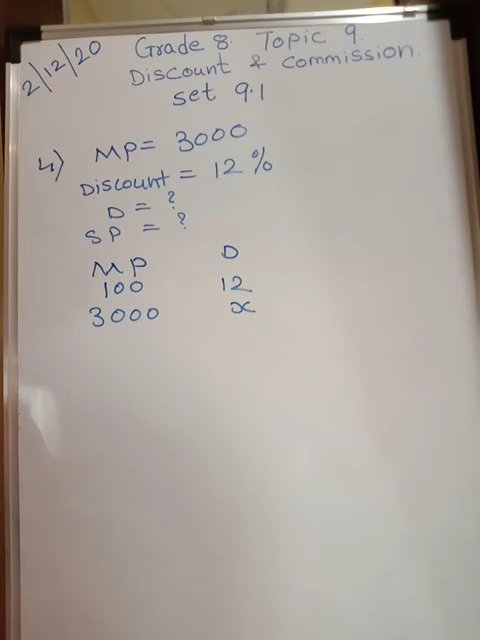 2/12/20
Grade 8 Topic 9.
Discount & Commission.
Set 9.1
4) MP = 3000
Discount = 12%
D = ?
SP = ?
MP D
100 12
3000 x